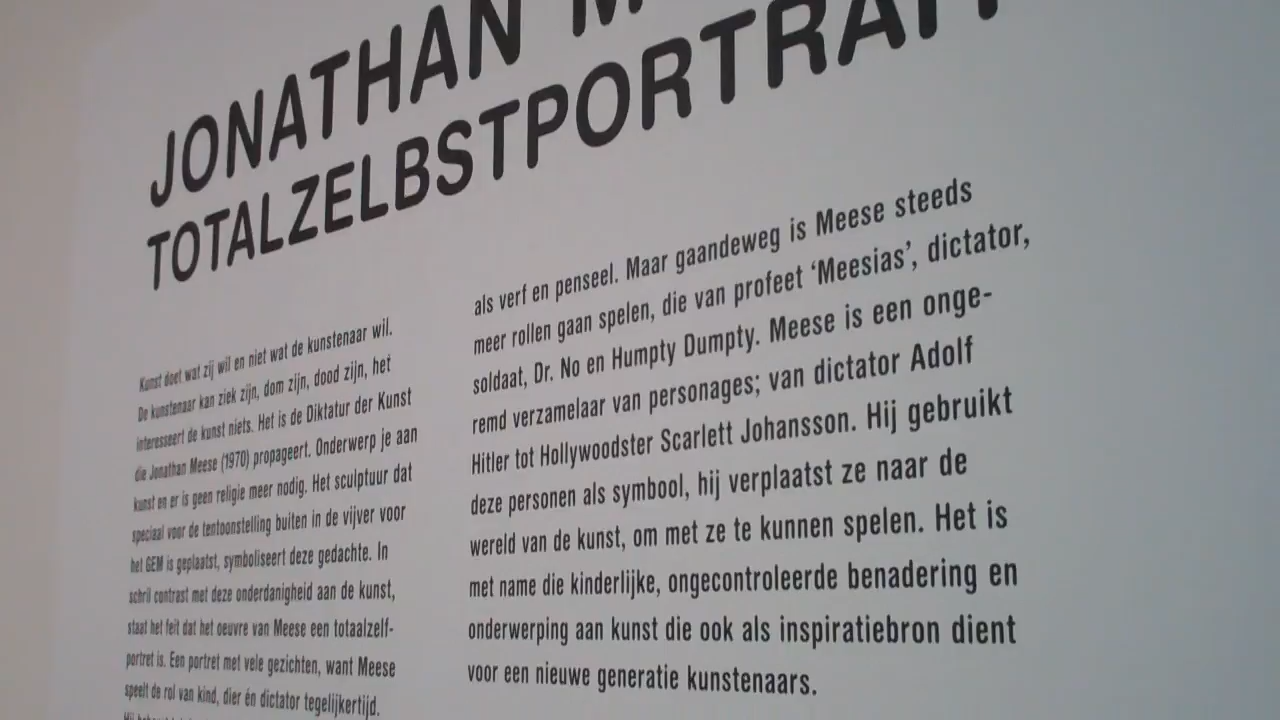 JONATHAN
TOTALZELBSTPORTRAIT
Kunst doet wat zij wil en niet wat de kunstenaar wil.
De kunstenaar kan ziek zijn, dom zijn, dood zijn, het
interesseert de kunst niets. Het is de Diktatur der Kunst
die Jonathan Meese (1970) propageert. Onderwerp je aan
kunst en er is geen religie meer nodig. Het sculptuur dat
speciaal voor de tentoonstelling buiten in de vijver voor
het GEM is geplaatst, symboliseert deze gedachte. In
schril contrast met deze onderdanigheid aan de kunst,
staat het feit dat het oeuvre van Meese een totaalzelf-
portret is. Een portret met vele gezichten, want Meese
speelt de rol van kind, dier én dictator tegelijkertijd.
als verf en penseel. Maar gaandeweg is Meese steeds
meer rollen gaan spelen, die van profeet ‘Meesias’, dictator,
soldaat, Dr. No en Humpty Dumpty. Meese is een onge-
remd verzamelaar van personages; van dictator Adolf
Hitler tot Hollywoodster Scarlett Johansson. Hij gebruikt
deze personen als symbool, hij verplaatst ze naar de
wereld van de kunst, om met ze te kunnen spelen. Het is
met name die kinderlijke, ongecontroleerde benadering en
onderwerping aan kunst die ook als inspiratiebron dient
voor een nieuwe generatie kunstenaars.